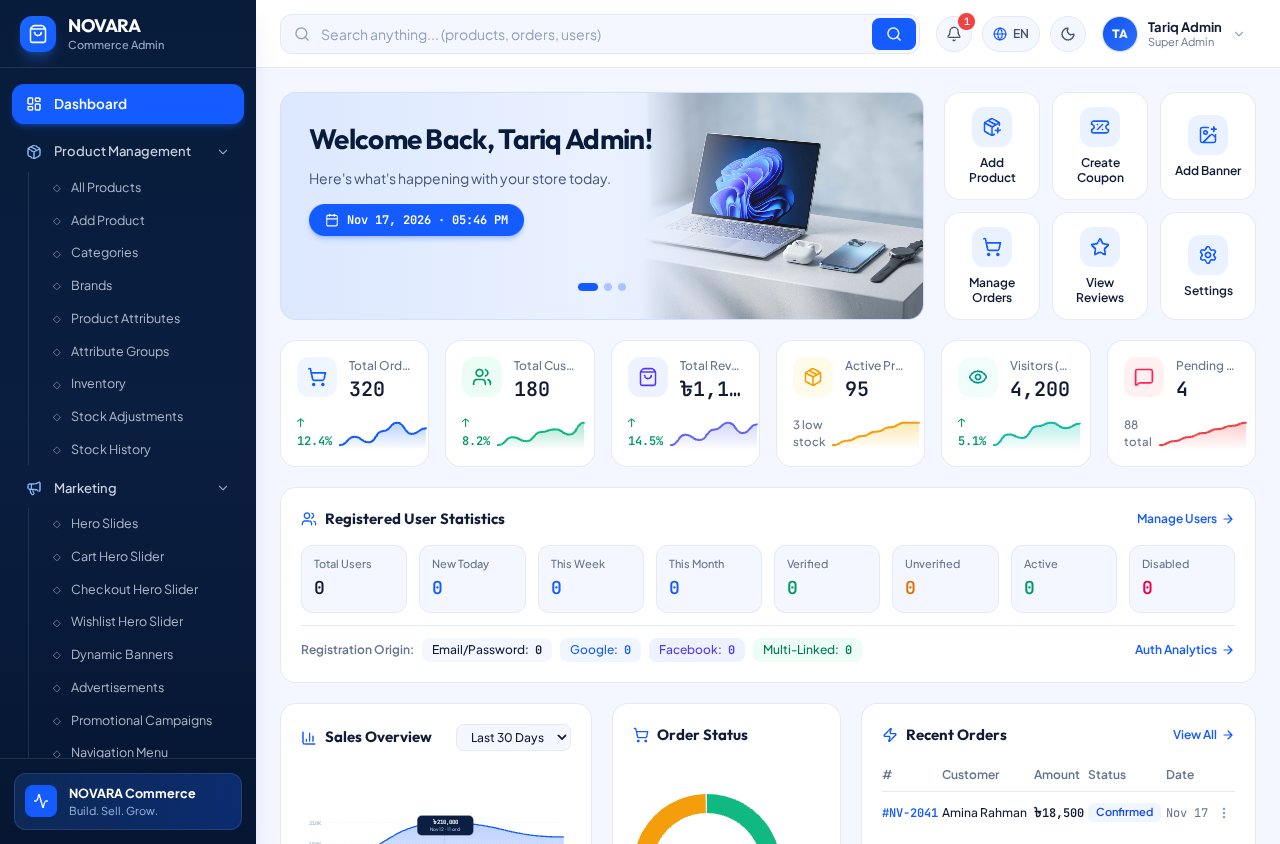 NOVARA
Commerce Admin
Search anything... (products, orders, users)
1
EN
TA
Tariq Admin
Super Admin
Dashboard
Product Management
All Products
Add Product
Categories
Brands
Product Attributes
Attribute Groups
Inventory
Stock Adjustments
Stock History
Marketing
Hero Slides
Cart Hero Slider
Checkout Hero Slider
Wishlist Hero Slider
Dynamic Banners
Advertisements
Promotional Campaigns
Navigation Menu
NOVARA Commerce
Build. Sell. Grow.
Welcome Back, Tariq Admin!
Here's what's happening with your store today.
Nov 17, 2026 · 05:46 PM
Add
Product
Create
Coupon
Add Banner
Manage
Orders
View
Reviews
Settings
Total Ord...
320
↑
12.4%
Total Cus...
180
↑
8.2%
Total Rev...
৳1,1...
↑
14.5%
Active Pr...
95
3 low
stock
Visitors (...
4,200
↑
5.1%
Pending ...
4
88
total
Registered User Statistics
Manage Users →
Total Users
0
New Today
0
This Week
0
This Month
0
Verified
0
Unverified
0
Active
0
Disabled
0
Registration Origin: Email/Password: 0 Google: 0 Facebook: 0 Multi-Linked: 0
Auth Analytics →
Sales Overview
Last 30 Days
৳210,000
210K
Order Status
Recent Orders
View All →
# Customer Amount Status Date
#NV-2041 Amina Rahman ৳18,500 Confirmed Nov 17